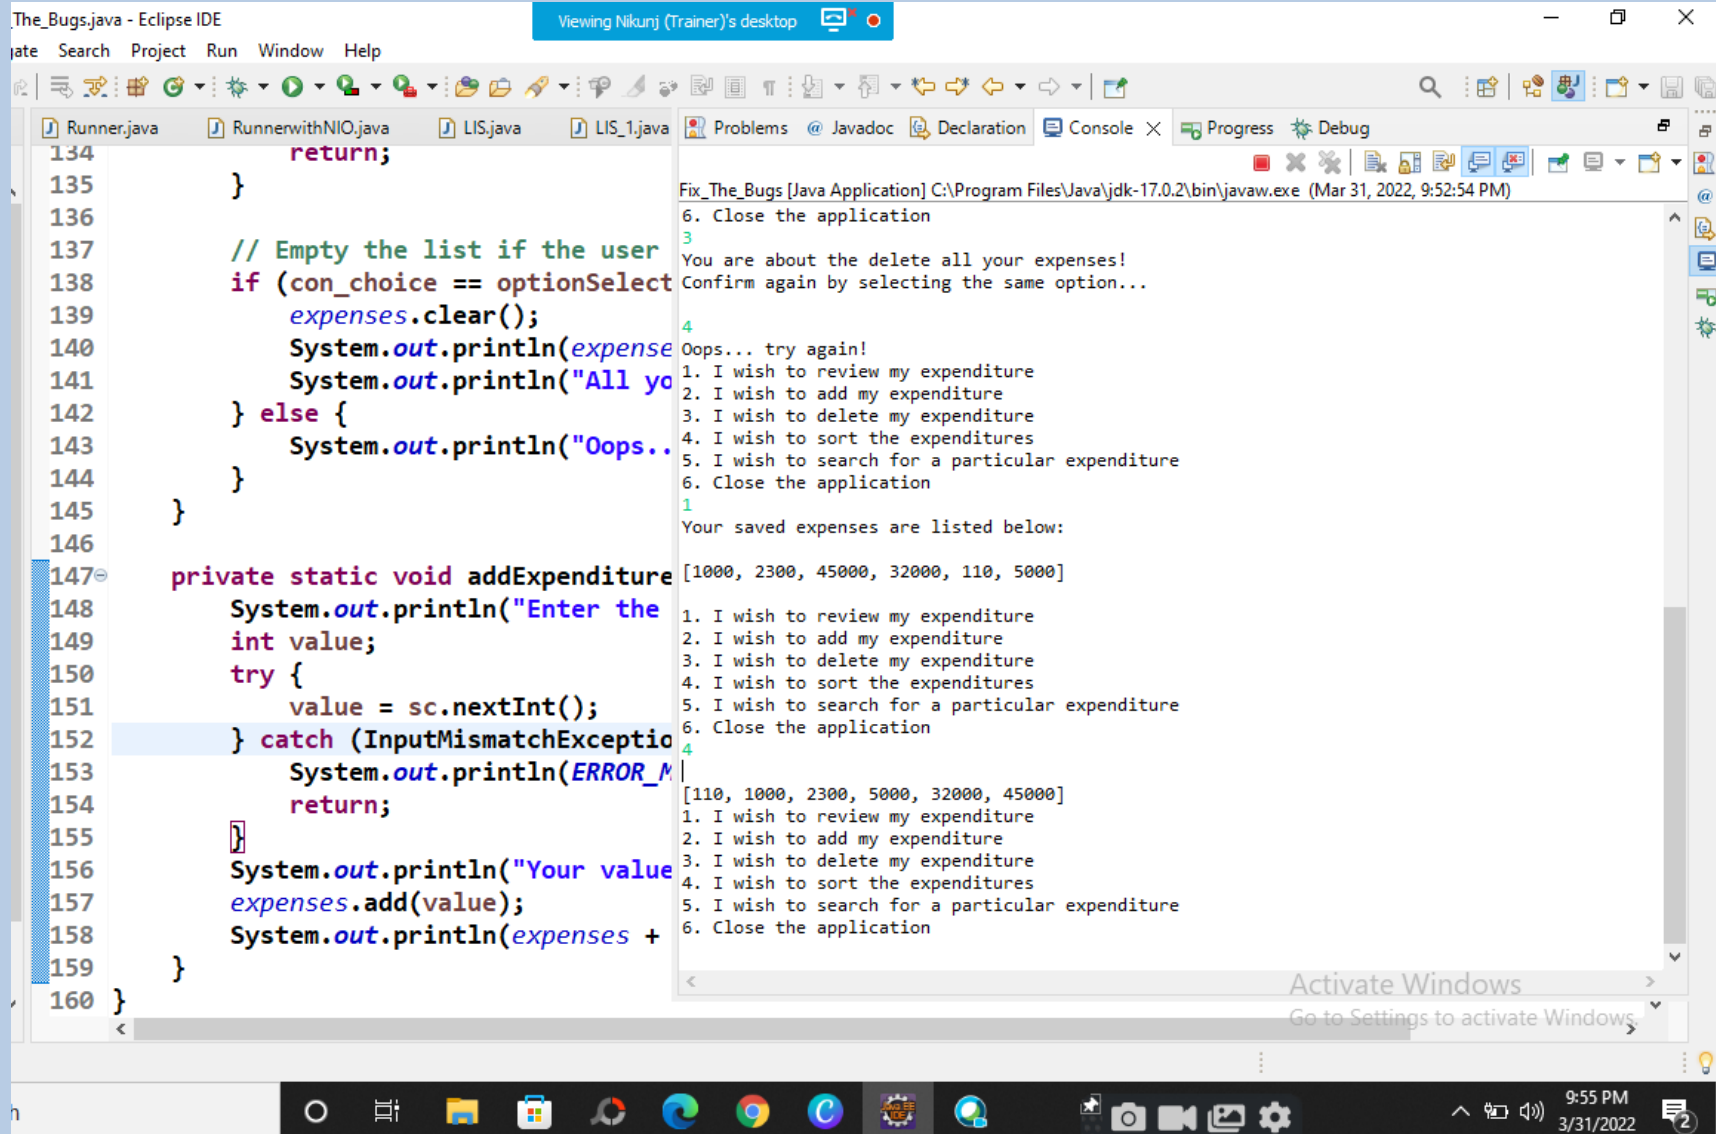 The_Bugs.java - Eclipse IDE
Viewing Nikunj (Trainer)'s desktop
gate Search Project Run Window Help
Runner.java RunnerwithNIO.java LIS.java LIS_1.java
Problems Javadoc Declaration Console Progress Debug
Fix_The_Bugs [Java Application] C:\Program Files\Java\jdk-17.0.2\bin\javaw.exe (Mar 31, 2022, 9:52:54 PM)
134 return;
135 }
136
137 // Empty the list if the user
138 if (con_choice == optionSelect
139 expenses.clear();
140 System.out.println(expense
141 System.out.println("All yo
142 } else {
143 System.out.println("Oops..
144 }
145 }
146
147 private static void addExpenditure
148 System.out.println("Enter the
149 int value;
150 try {
151 value = sc.nextInt();
152 } catch (InputMismatchExceptio
153 System.out.println(ERROR_M
154 return;
155 }
156 System.out.println("Your value
157 expenses.add(value);
158 System.out.println(expenses +
159 }
160 }
6. Close the application
3
You are about the delete all your expenses!
Confirm again by selecting the same option...
4
Oops... try again!
1. I wish to review my expenditure
2. I wish to add my expenditure
3. I wish to delete my expenditure
4. I wish to sort the expenditures
5. I wish to search for a particular expenditure
6. Close the application
1
Your saved expenses are listed below:
[1000, 2300, 45000, 32000, 110, 5000]
1. I wish to review my expenditure
2. I wish to add my expenditure
3. I wish to delete my expenditure
4. I wish to sort the expenditures
5. I wish to search for a particular expenditure
6. Close the application
4
[110, 1000, 2300, 5000, 32000, 45000]
1. I wish to review my expenditure
2. I wish to add my expenditure
3. I wish to delete my expenditure
4. I wish to sort the expenditures
5. I wish to search for a particular expenditure
6. Close the application
Activate Windows
Go to Settings to activate Windows.
h
9:55 PM
3/31/2022
2